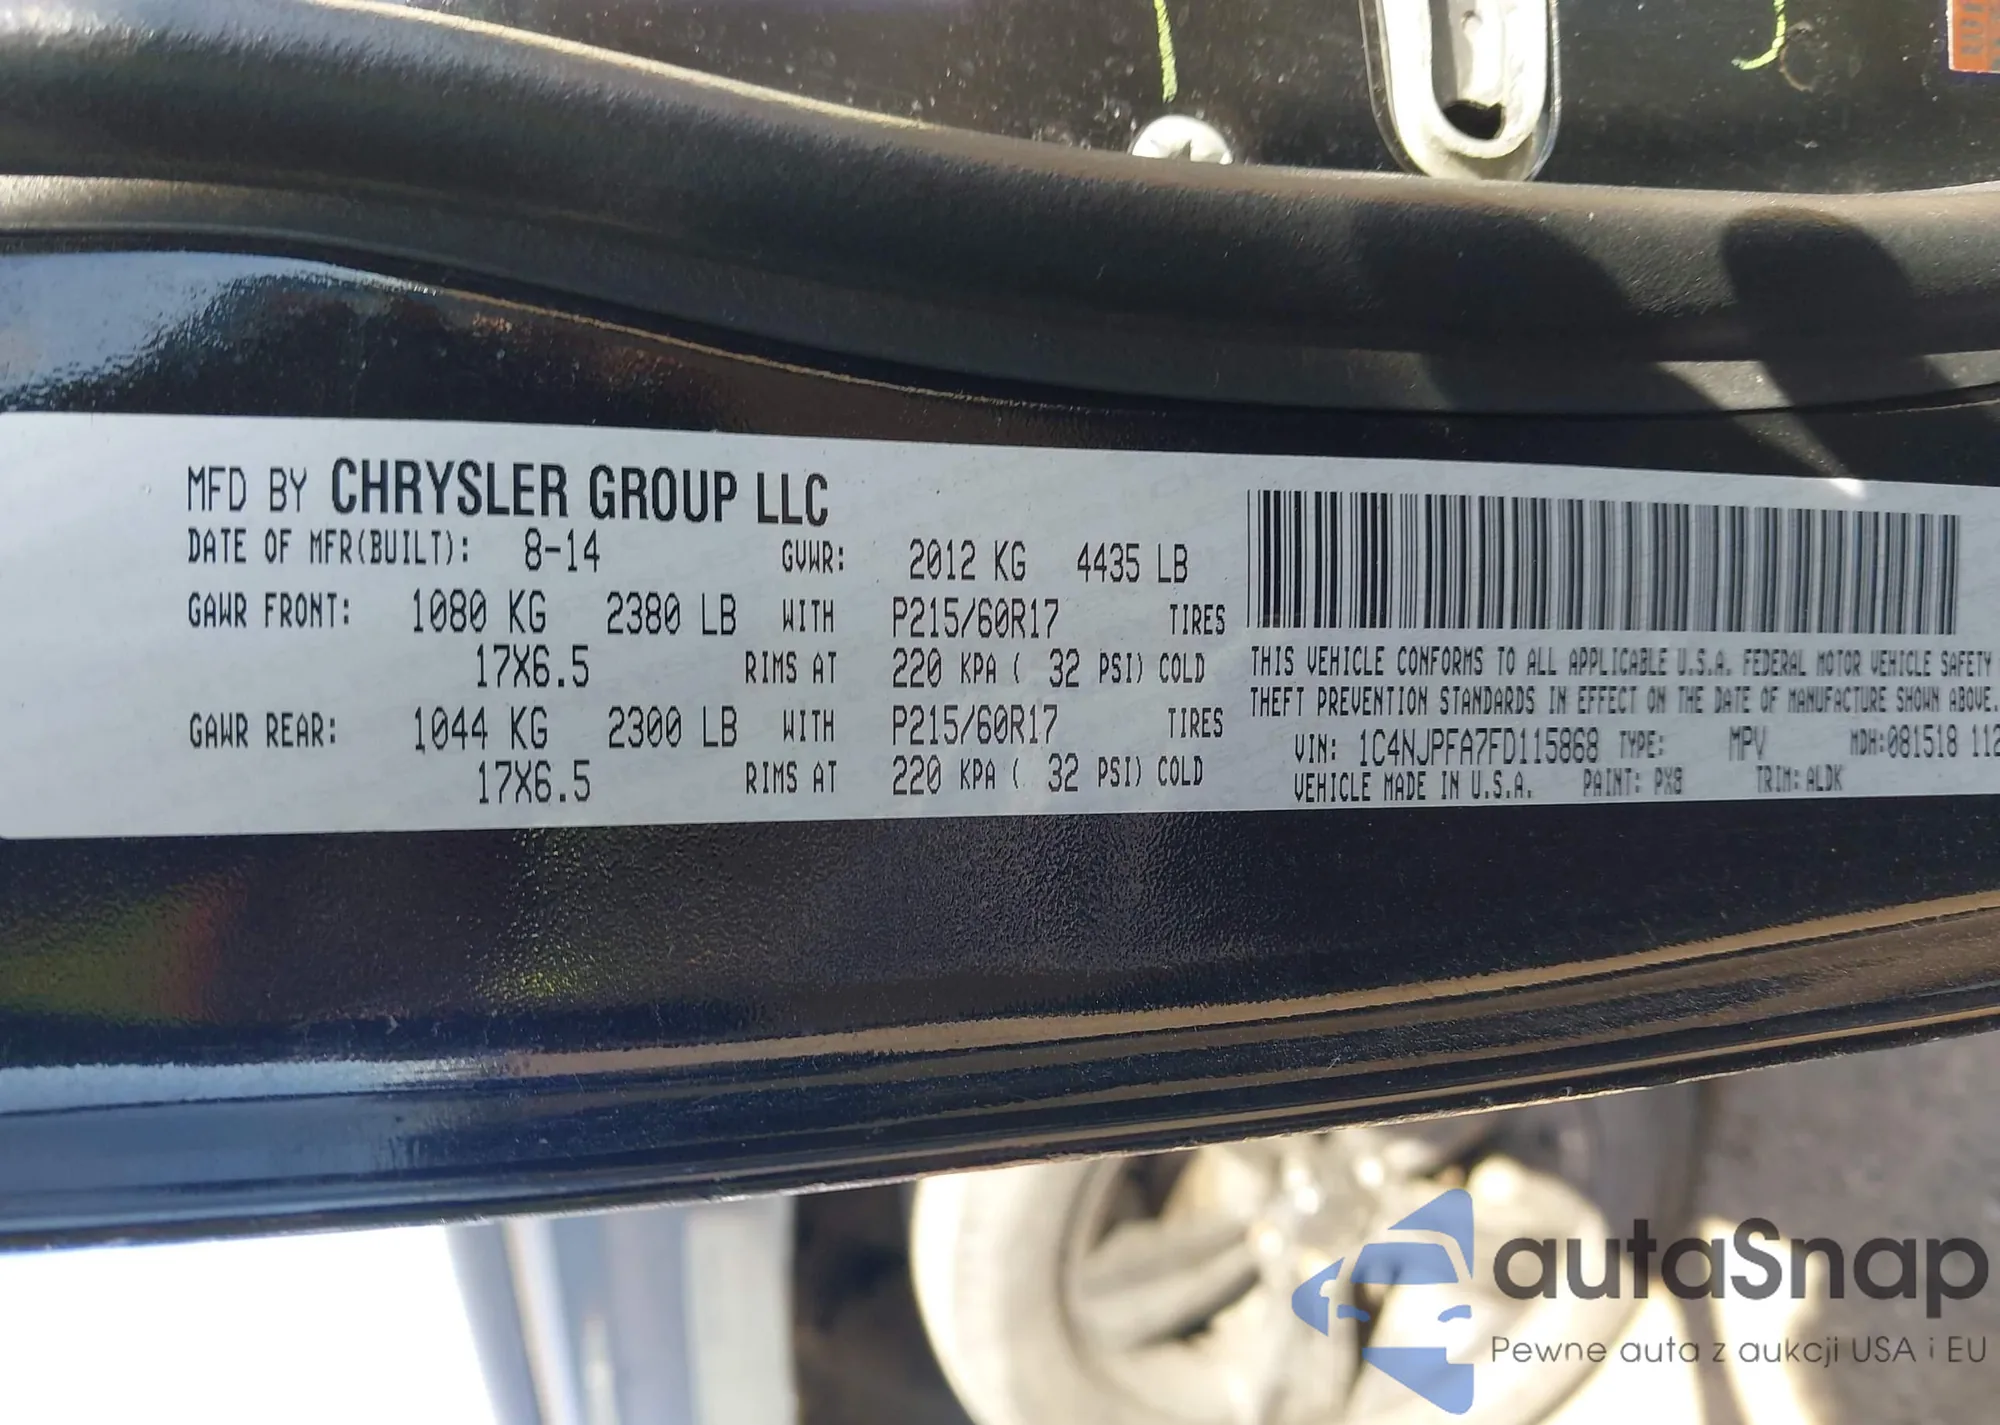 MFD BY CHRYSLER GROUP LLC
DATE OF MFR(BUILT): 8-14 GVWR: 2012 KG 4435 LB
GAWR FRONT: 1080 KG 2380 LB WITH P215/60R17 TIRES
17X6.5 RIMS AT 220 KPA ( 32 PSI) COLD
GAWR REAR: 1044 KG 2300 LB WITH P215/60R17 TIRES
17X6.5 RIMS AT 220 KPA ( 32 PSI) COLD
THIS VEHICLE CONFORMS TO ALL APPLICABLE U.S.A. FEDERAL MOTOR VEHICLE SAFETY
THEFT PREVENTION STANDARDS IN EFFECT ON THE DATE OF MANUFACTURE SHOWN ABOVE.
VIN: 1C4NJPFA7FD115868 TYPE: MPV MDH:081518 112
VEHICLE MADE IN U.S.A. PAINT: PX8 TRIM: ALDK
autaSnap
Pewne auta z aukcji USA i EU